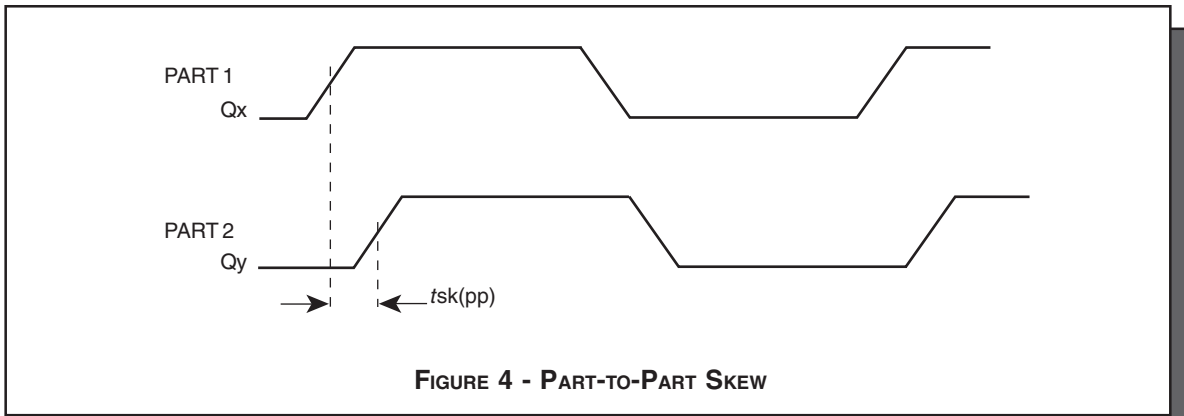 PART 1
Qx
PART 2
Qy
tsk(pp)
FIGURE 4 - PART-TO-PART SKEW